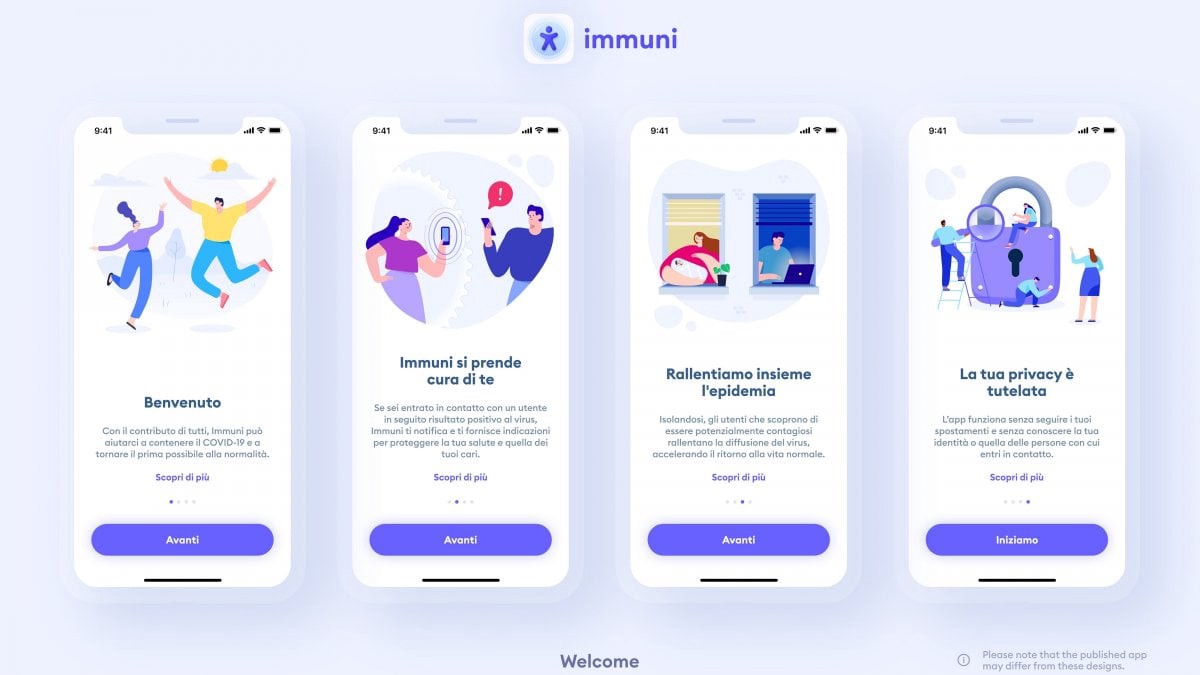 immuni
9:41
Benvenuto
Con il contributo di tutti, Immuni può
aiutarci a contenere il COVID-19 e a
tornare il prima possibile alla normalità.
Scopri di più
Avanti
9:41
!
Immuni si prende
cura di te
Se sei entrato in contatto con un utente
in seguito risultato positivo al virus,
Immuni ti notifica e ti fornisce indicazioni
per proteggere la tua salute e quella dei
tuoi cari.
Scopri di più
Avanti
9:41
Rallentiamo insieme
l'epidemia
Isolandosi, gli utenti che scoprono di
essere potenzialmente contagiosi
rallentano la diffusione del virus,
accelerando il ritorno alla vita normale.
Scopri di più
Avanti
9:41
La tua privacy è
tutelata
L'app funziona senza seguire i tuoi
spostamenti e senza conoscere la tua
identità o quella delle persone con cui
entri in contatto.
Scopri di più
Iniziamo
Welcome
Please note that the published app
may differ from these designs.